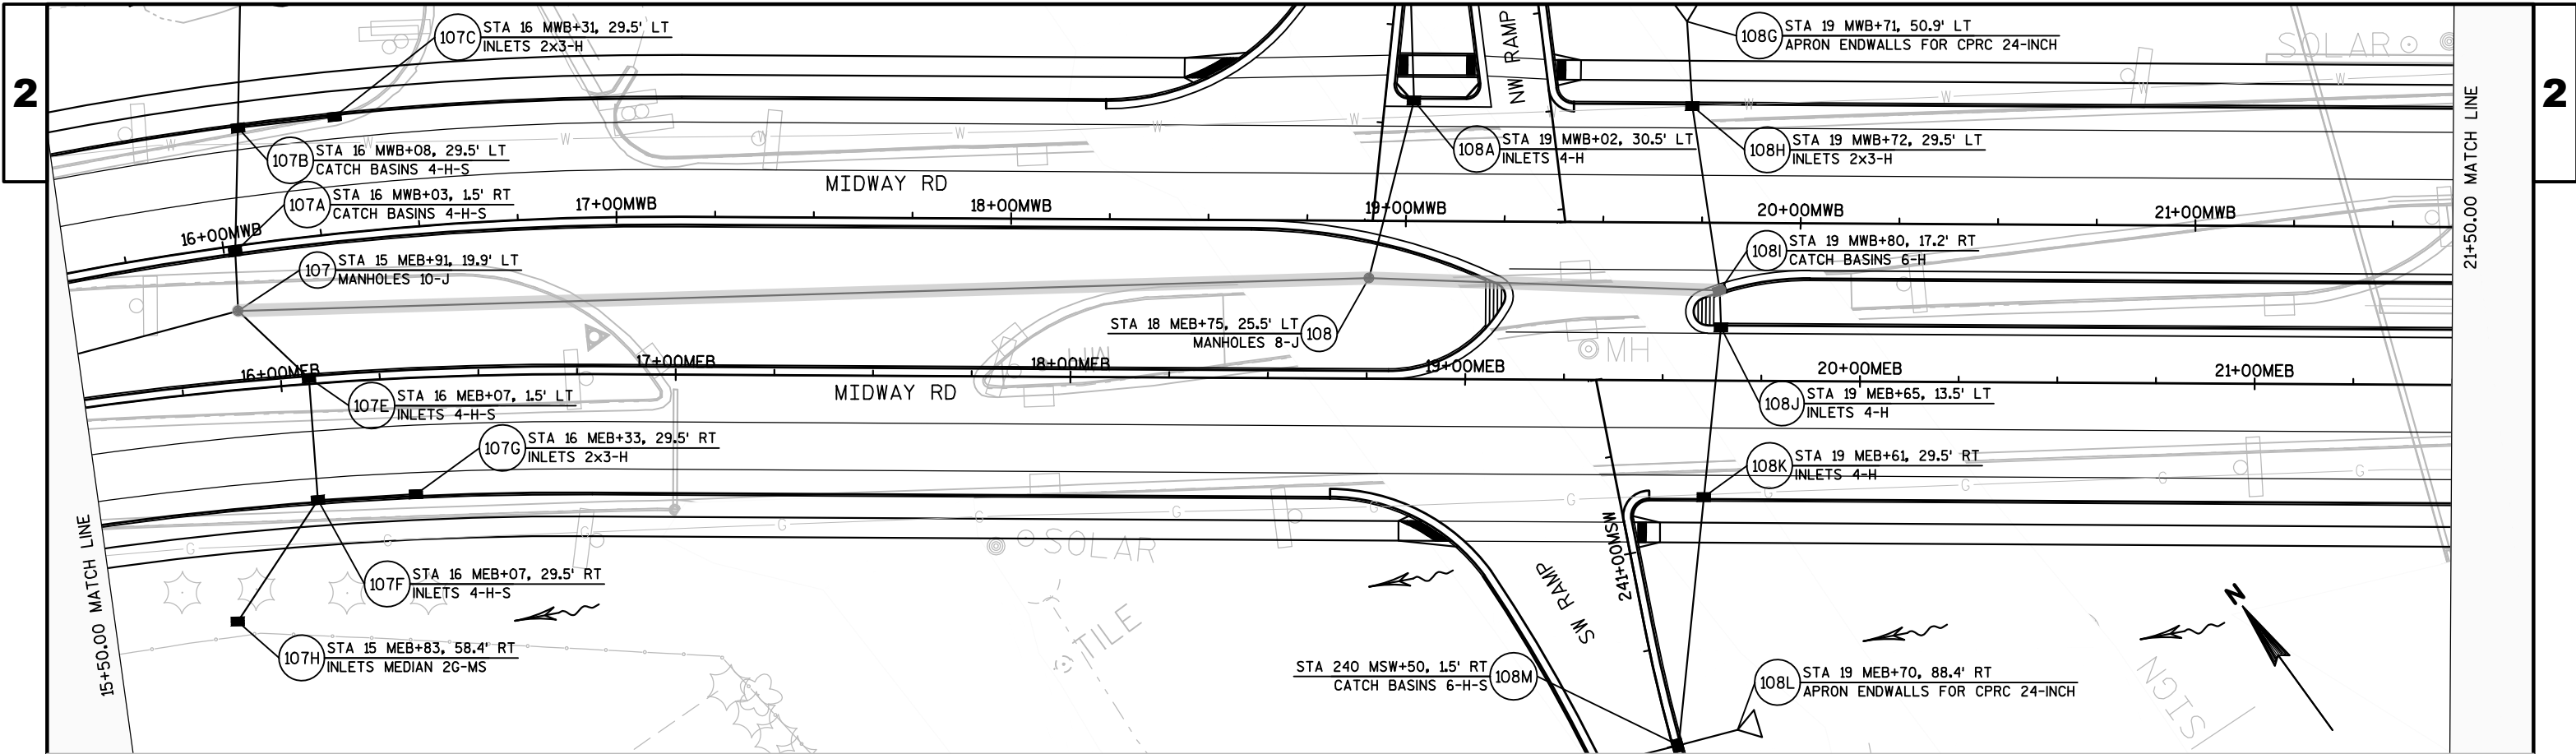 2
2
107C STA 16 MWB+31, 29.5' LT
INLETS 2x3-H
NW RAMP
108G STA 19 MWB+71, 50.9' LT
APRON ENDWALLS FOR CPRC 24-INCH
SOLAR
107B STA 16 MWB+08, 29.5' LT
CATCH BASINS 4-H-S
108A STA 19 MWB+02, 30.5' LT
INLETS 4-H
108H STA 19 MWB+72, 29.5' LT
INLETS 2x3-H
W W W W W W W W W
MIDWAY RD
107A STA 16 MWB+03, 1.5' RT
CATCH BASINS 4-H-S
16+00MWB
17+00MWB
18+00MWB
19+00MWB
20+00MWB
21+00MWB
21+50.00 MATCH LINE
108I STA 19 MWB+80, 17.2' RT
CATCH BASINS 6-H
107 STA 15 MEB+91, 19.9' LT
MANHOLES 10-J
STA 18 MEB+75, 25.5' LT 108
MANHOLES 8-J
MH
16+00MEB
17+00MEB
18+00MEB
19+00MEB
20+00MEB
21+00MEB
MIDWAY RD
107E STA 16 MEB+07, 1.5' LT
INLETS 4-H-S
108J STA 19 MEB+65, 13.5' LT
INLETS 4-H
107G STA 16 MEB+33, 29.5' RT
INLETS 2x3-H
108K STA 19 MEB+61, 29.5' RT
INLETS 4-H
G G G G G G G G G G G G
SOLAR
241+00MSW
SW RAMP
15+50.00 MATCH LINE
107F STA 16 MEB+07, 29.5' RT
INLETS 4-H-S
TILE
N
107H STA 15 MEB+83, 58.4' RT
INLETS MEDIAN 2G-MS
STA 240 MSW+50, 1.5' RT 108M
CATCH BASINS 6-H-S
108L STA 19 MEB+70, 88.4' RT
APRON ENDWALLS FOR CPRC 24-INCH
SIGN